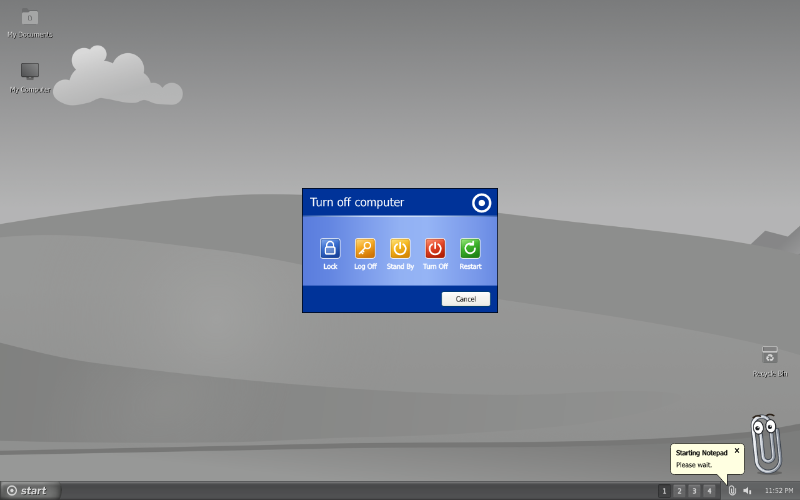 My Documents
My Computer
Turn off computer
Lock
Log Off
Stand By
Turn Off
Restart
Cancel
Recycle Bin
Starting Notepad
Please wait.
start
1 2 3 4
11:52 PM